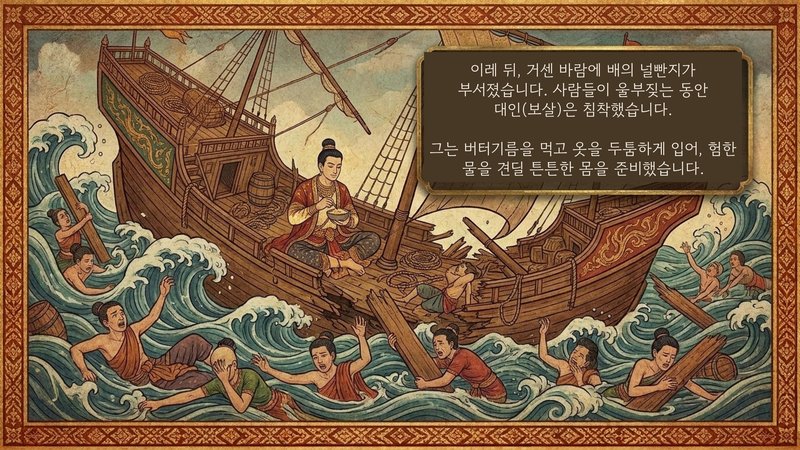 이레 뒤, 거센 바람에 배의 널빤지가
부서졌습니다. 사람들이 울부짖는 동안
대인(보살)은 침착했습니다.
그는 버터기름을 먹고 옷을 두툼하게 입어, 험한
물을 견딜 튼튼한 몸을 준비했습니다.